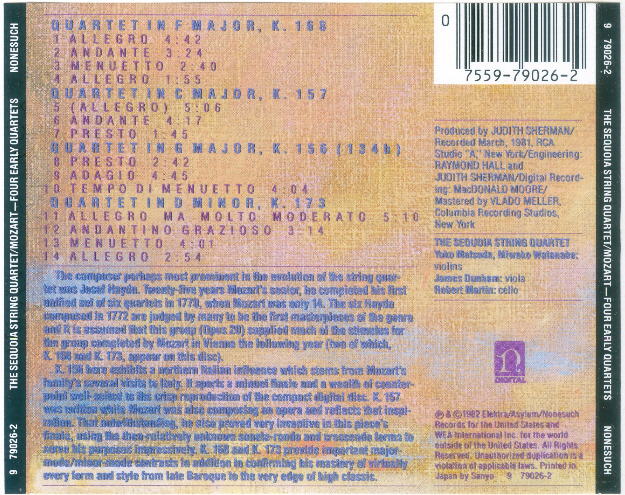 NONESUCH
THE SEQUOIA STRING QUARTET/MOZART—FOUR EARLY QUARTETS
9 79026-2
QUARTET IN F MAJOR, K. 168
1 ALLEGRO 4:42
2 ANDANTE 3:24
3 MENUETTO 2:40
4 ALLEGRO 1:55
QUARTET IN C MAJOR, K. 157
5 (ALLEGRO) 5:06
6 ANDANTE 4:17
7 PRESTO 1:45
QUARTET IN G MAJOR, K. 156 (134b)
8 PRESTO 2:42
9 ADAGIO 4:45
10 TEMPO DI MENUETTO 4:04
QUARTET IN D MINOR, K. 173
11 ALLEGRO MA MOLTO MODERATO 5:10
12 ANDANTINO GRAZIOSO 3:14
13 MENUETTO 4:01
14 ALLEGRO 2:54
The composer perhaps most prominent in the evolution of the string quar-
tet was Josef Haydn. Twenty-five years Mozart's senior, he completed his first
unified set of six quartets in 1770, when Mozart was only 14. The six Haydn
composed in 1772 are judged by many to be the first masterpieces of the genre
and it is assumed that this group (Opus 20) supplied much of the stimulus for
the group completed by Mozart in Vienna the following year (two of which,
K. 168 and K. 173, appear on this disc).
K. 156 here exhibits a northern Italian influence which stems from Mozart's
family's several visits to Italy. It sports a minuet finale and a wealth of counter-
point well-suited to the crisp reproduction of the compact digital disc. K. 157
was written while Mozart was also composing an opera and reflects that inspi-
ration. That notwithstanding, he also proved very inventive in this piece's
finale, using the then-relatively unknown sonata-rondo and crescendo forms to
serve his purposes impressively. K. 168 and K. 173 provide important major-
mode/minor-mode contrasts in addition to confirming his mastery of virtually
every form and style from late Baroque to the very edge of high classic.
0
7559-79026-2
Produced by JUDITH SHERMAN/
Recorded March, 1981, RCA
Studio "A," New York/Engineering:
RAYMOND HALL and
JUDITH SHERMAN/Digital Record-
ing: MacDONALD MOORE/
Mastered by VLADO MELLER,
Columbia Recording Studios,
New York
THE SEQUOIA STRING QUARTET
Yoko Matsuda, Miwako Watanabe:
violins
James Dunham: viola
Robert Martin: cello
DIGITAL
℗ & © 1982 Elektra/Asylum/Nonesuch
Records for the United States and
WEA International Inc. for the world
outside of the United States. All Rights
Reserved. Unauthorized duplication is a
violation of applicable laws. Printed in
Japan by Sanyo. 9 79026-2
9 79026-2
THE SEQUOIA STRING QUARTET/MOZART—FOUR EARLY QUARTETS
NONESUCH